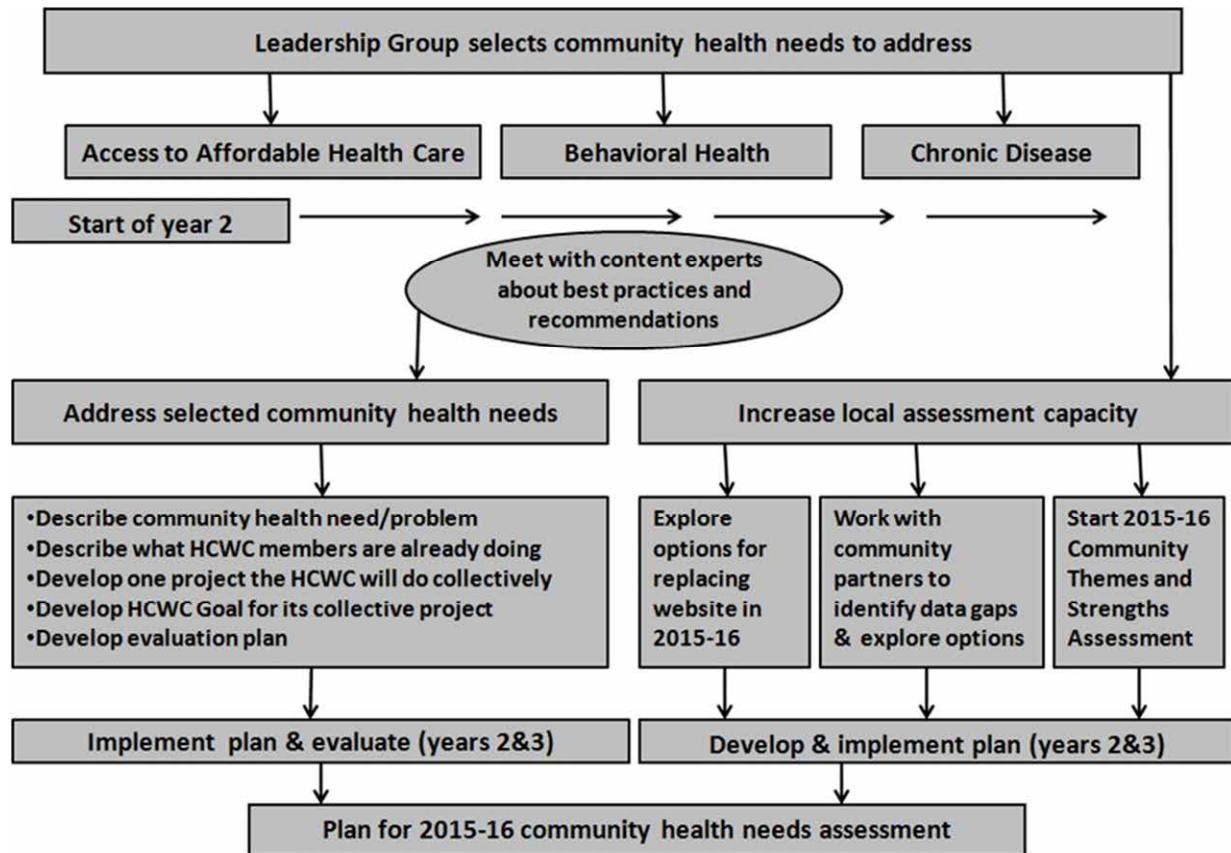 Leadership Group selects community health needs to address
Access to Affordable Health Care
Behavioral Health
Chronic Disease
Start of year 2
Meet with content experts
about best practices and
recommendations
Address selected community health needs
Increase local assessment capacity
•Describe community health need/problem
•Describe what HCWC members are already doing
•Develop one project the HCWC will do collectively
•Develop HCWC Goal for its collective project
•Develop evaluation plan
Explore
options for
replacing
website in
2015-16
Work with
community
partners to
identify data gaps
& explore options
Start 2015-16
Community
Themes and
Strengths
Assessment
Implement plan & evaluate (years 2&3)
Develop & implement plan (years 2&3)
Plan for 2015-16 community health needs assessment